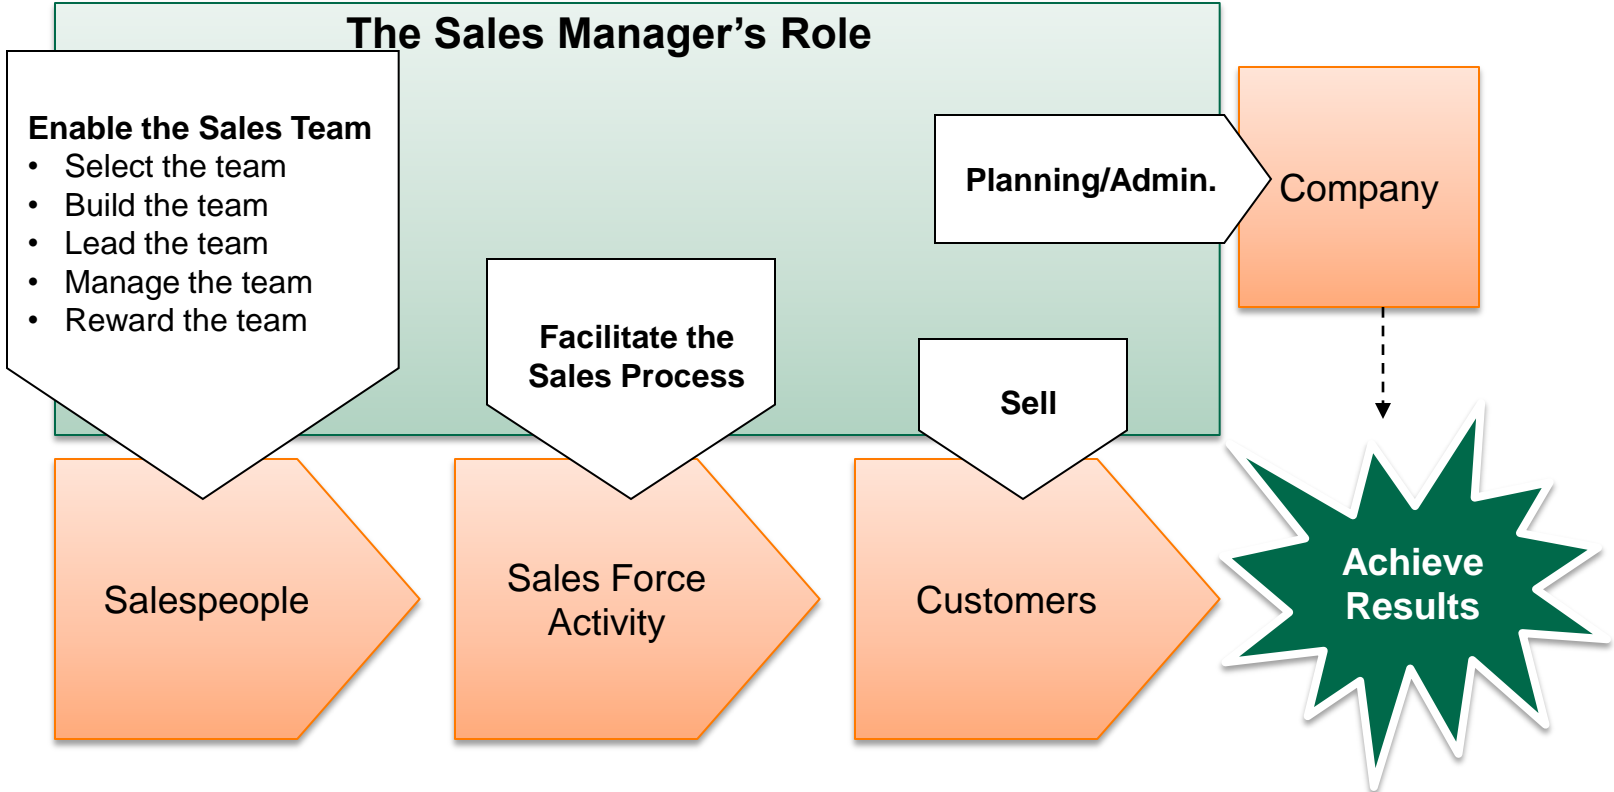 The Sales Manager’s Role
Enable the Sales Team
• Select the team
• Build the team
• Lead the team
• Manage the team
• Reward the team
Facilitate the
Sales Process
Sell
Planning/Admin.
Company
Salespeople
Sales Force
Activity
Customers
Achieve
Results